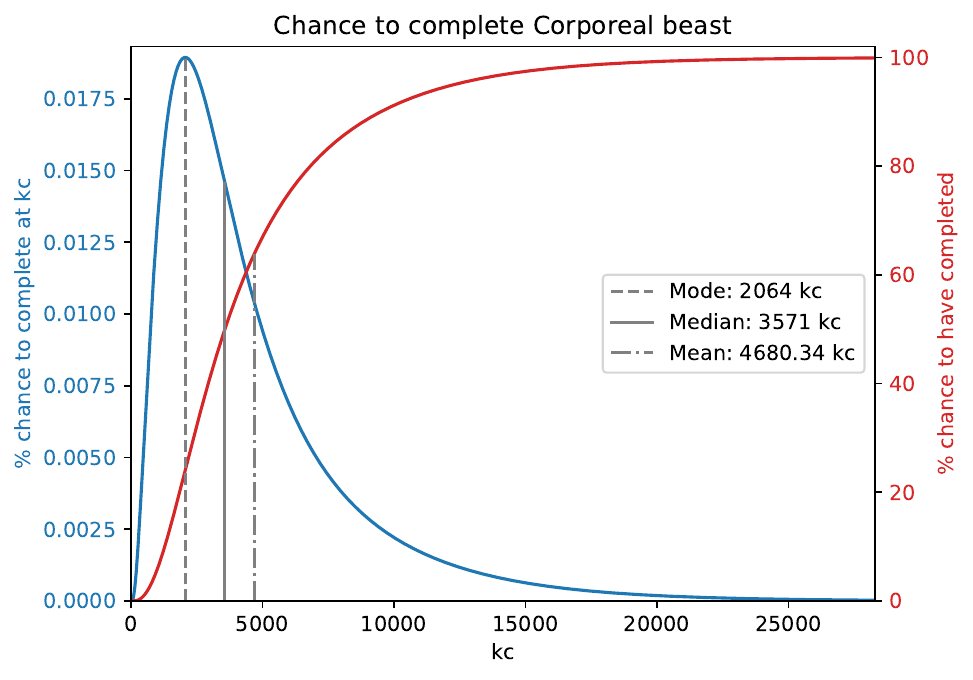 Chance to complete Corporeal beast
% chance to complete at kc
0.0175
0.0150
0.0125
0.0100
0.0075
0.0050
0.0025
0.0000
0
5000
10000
15000
20000
25000
kc
Mode: 2064 kc
Median: 3571 kc
Mean: 4680.34 kc
100
80
60
40
20
0
% chance to have completed